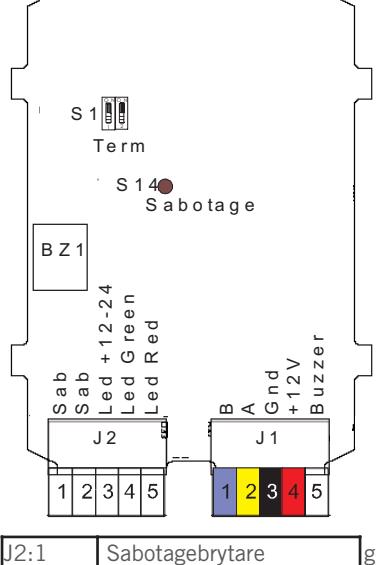 S1
Term
S14
Sabotage
BZ1
Sab
Sab
Led +12-24
Led Green
Led Red
B
A
Gnd
+12V
Buzzer
J2
J1
1 2 3 4 5
1 2 3 4 5
J2:1 Sabotagebrytare g